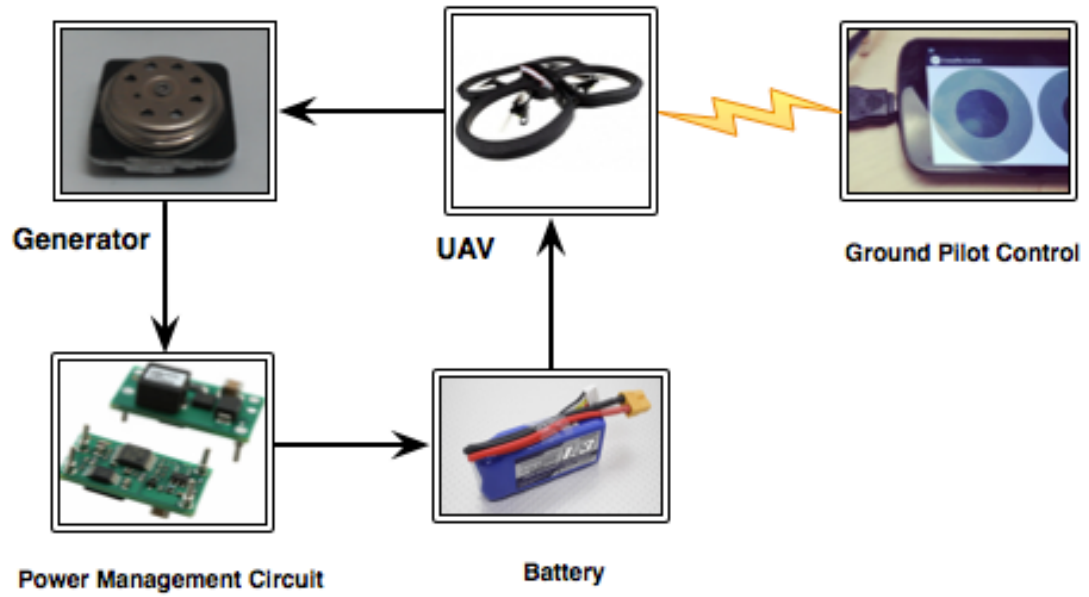 Generator
UAV
Ground Pilot Control
Power Management Circuit
Battery